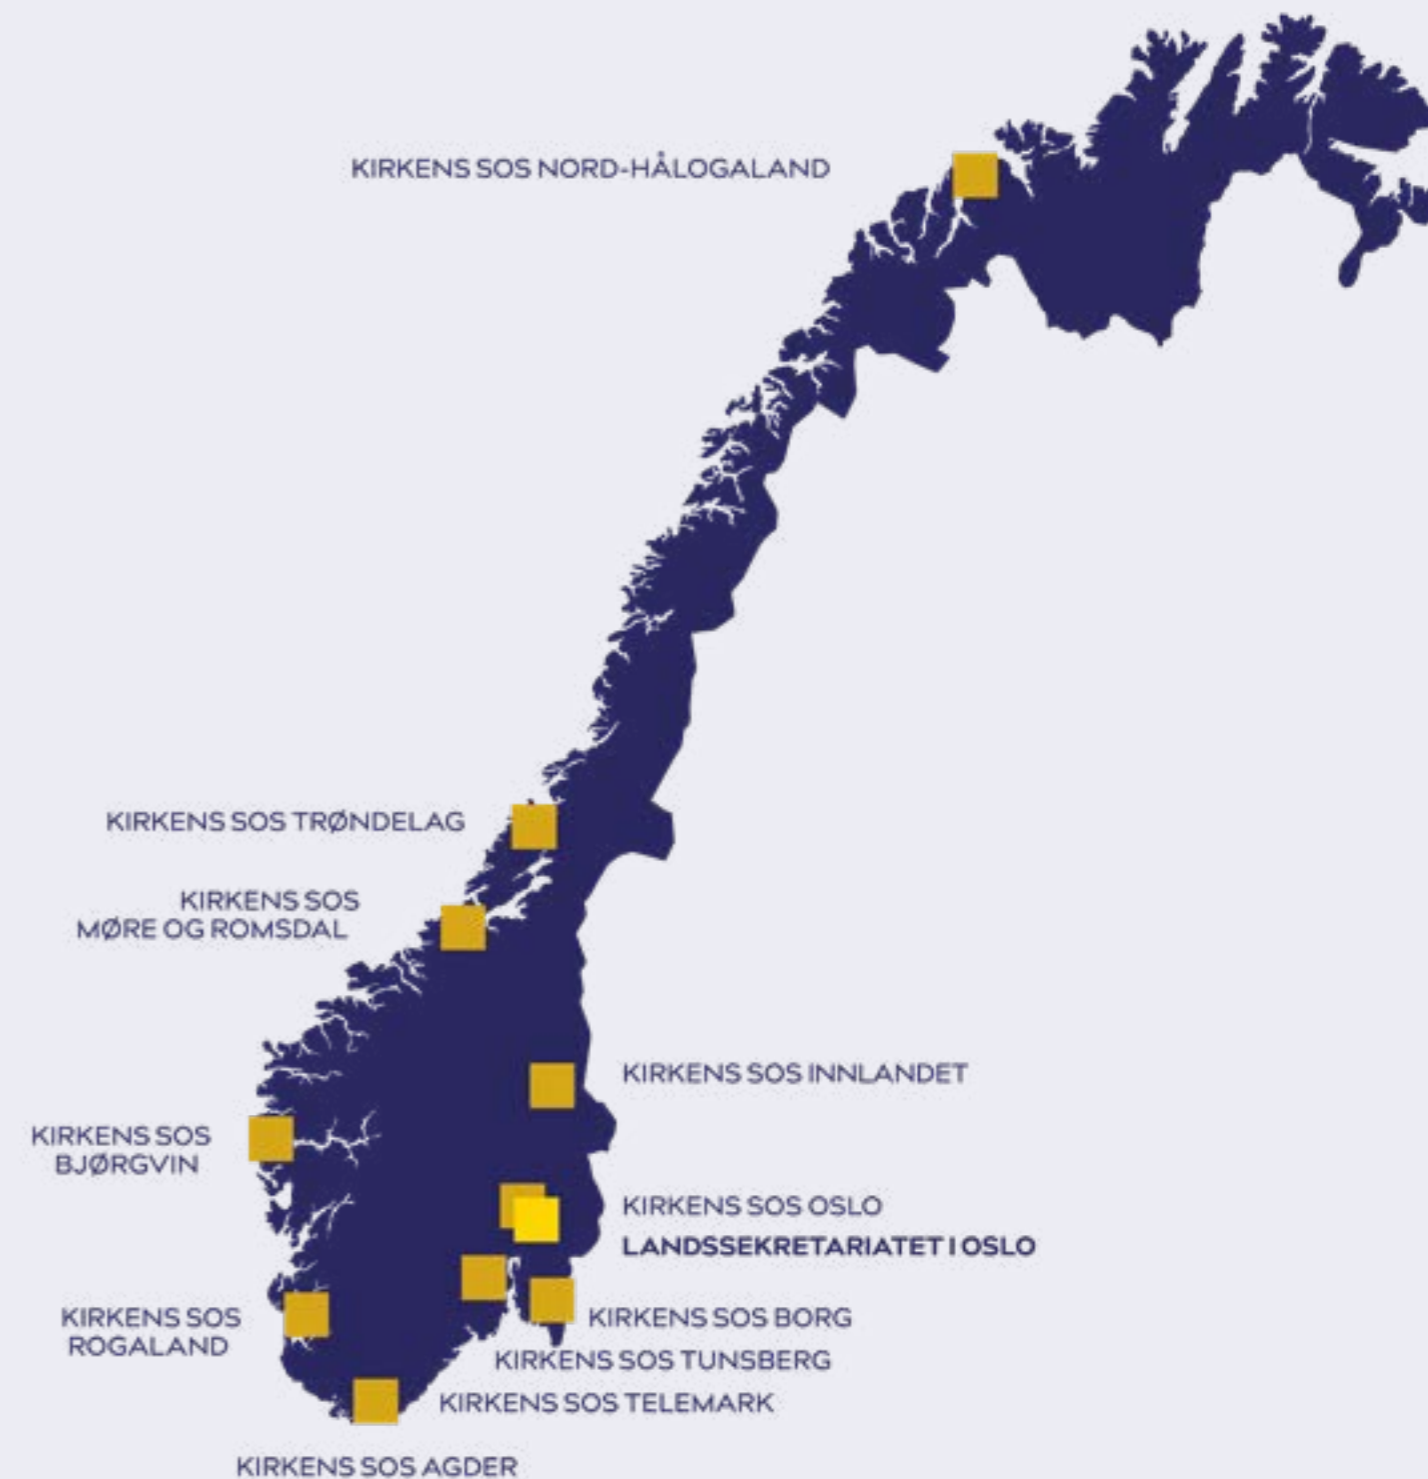 KIRKENS SOS NORD-HÅLOGALAND
KIRKENS SOS TRØNDELAG
KIRKENS SOS
MØRE OG ROMSDAL
KIRKENS SOS INNLANDET
KIRKENS SOS
BJØRGVIN
KIRKENS SOS OSLO
LANDSSEKRETARIATET I OSLO
KIRKENS SOS
ROGALAND
KIRKENS SOS BORG
KIRKENS SOS TUNSBERG
KIRKENS SOS TELEMARK
KIRKENS SOS AGDER